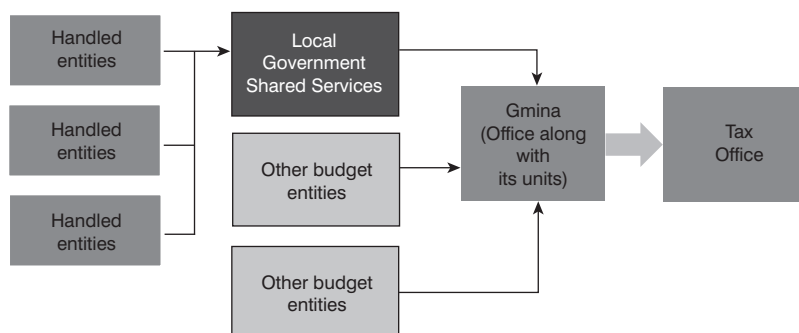 Handled
entities
Handled
entities
Handled
entities
Local
Government
Shared Services
Other budget
entities
Other budget
entities
Gmina
(Office along
with
its units)
Tax
Office